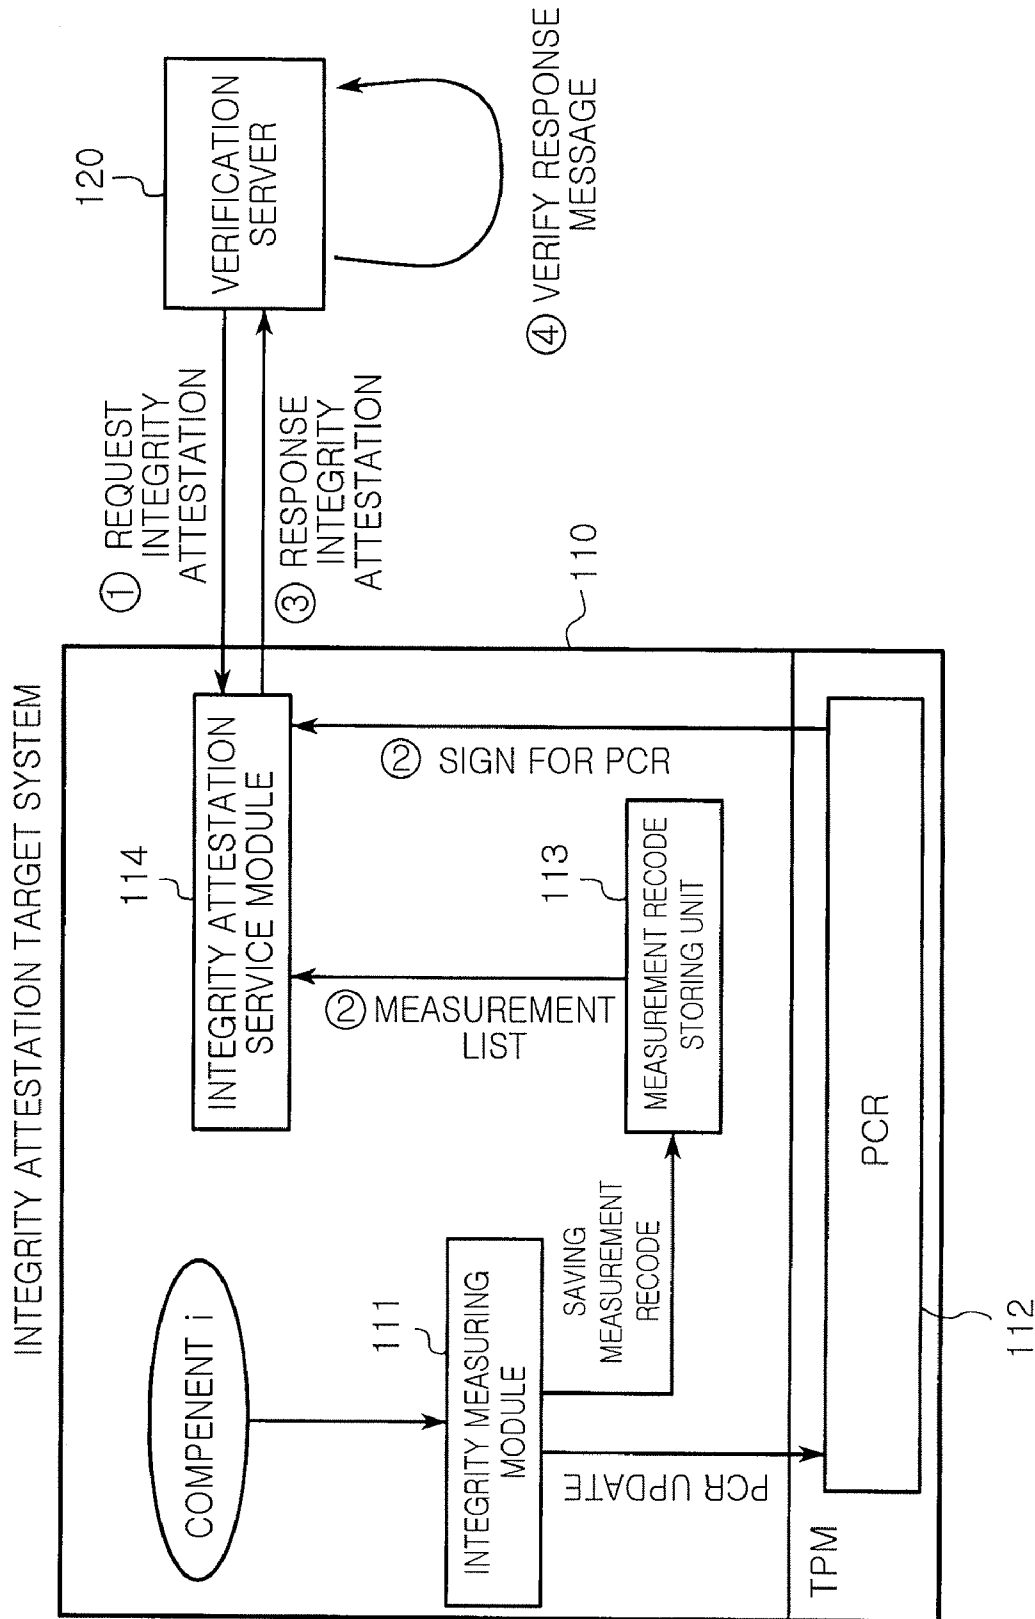 INTEGRITY ATTESTATION TARGET SYSTEM
COMPENENT i
114
INTEGRITY ATTESTATION
SERVICE MODULE
① REQUEST
INTEGRITY
ATTESTATION
120
VERIFICATION
SERVER
③ RESPONSE
INTEGRITY
ATTESTATION
④ VERIFY RESPONSE
MESSAGE
111
INTEGRITY MEASURING
MODULE
② MEASUREMENT
LIST
② SIGN FOR PCR
SAVING
MEASUREMENT
RECODE
113
MEASUREMENT RECODE
STORING UNIT
110
PCR UPDATE
TPM
PCR
112